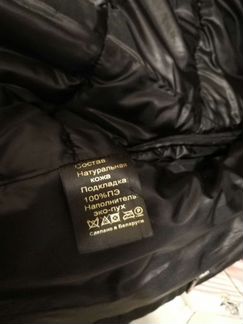 Состав
Натуральная
кожа
Подкладка:
100%ПЭ
Наполнитель
эко-пух
Сделано в Беларуси